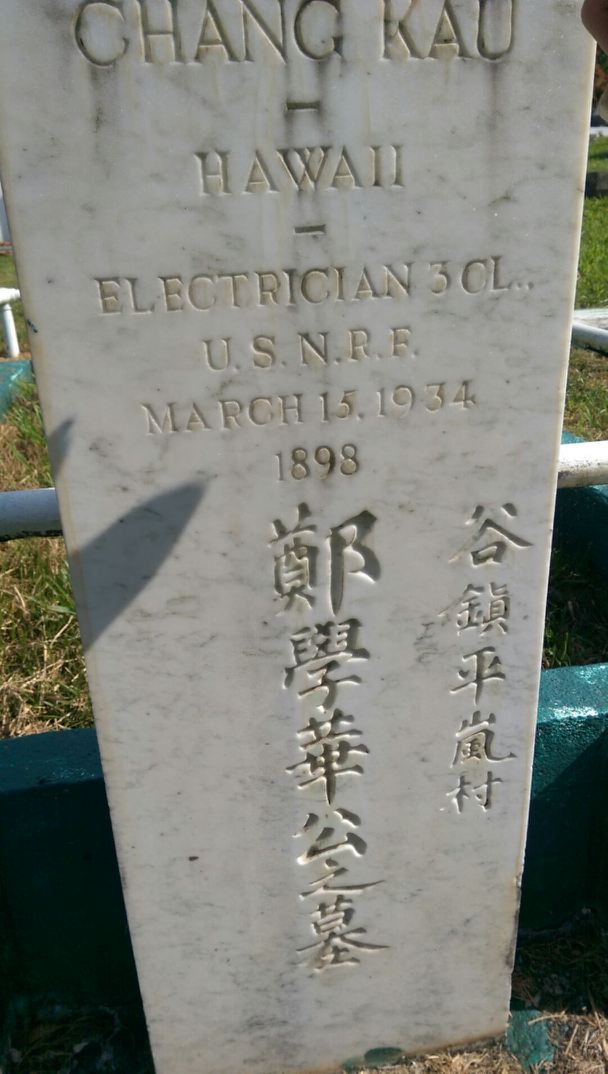 CHANG KAU
HAWAII
ELECTRICIAN 3 CL.,
U.S.N.R.F.
MARCH 15, 1934
1898
谷鎮平嵐村
鄭學華公之墓